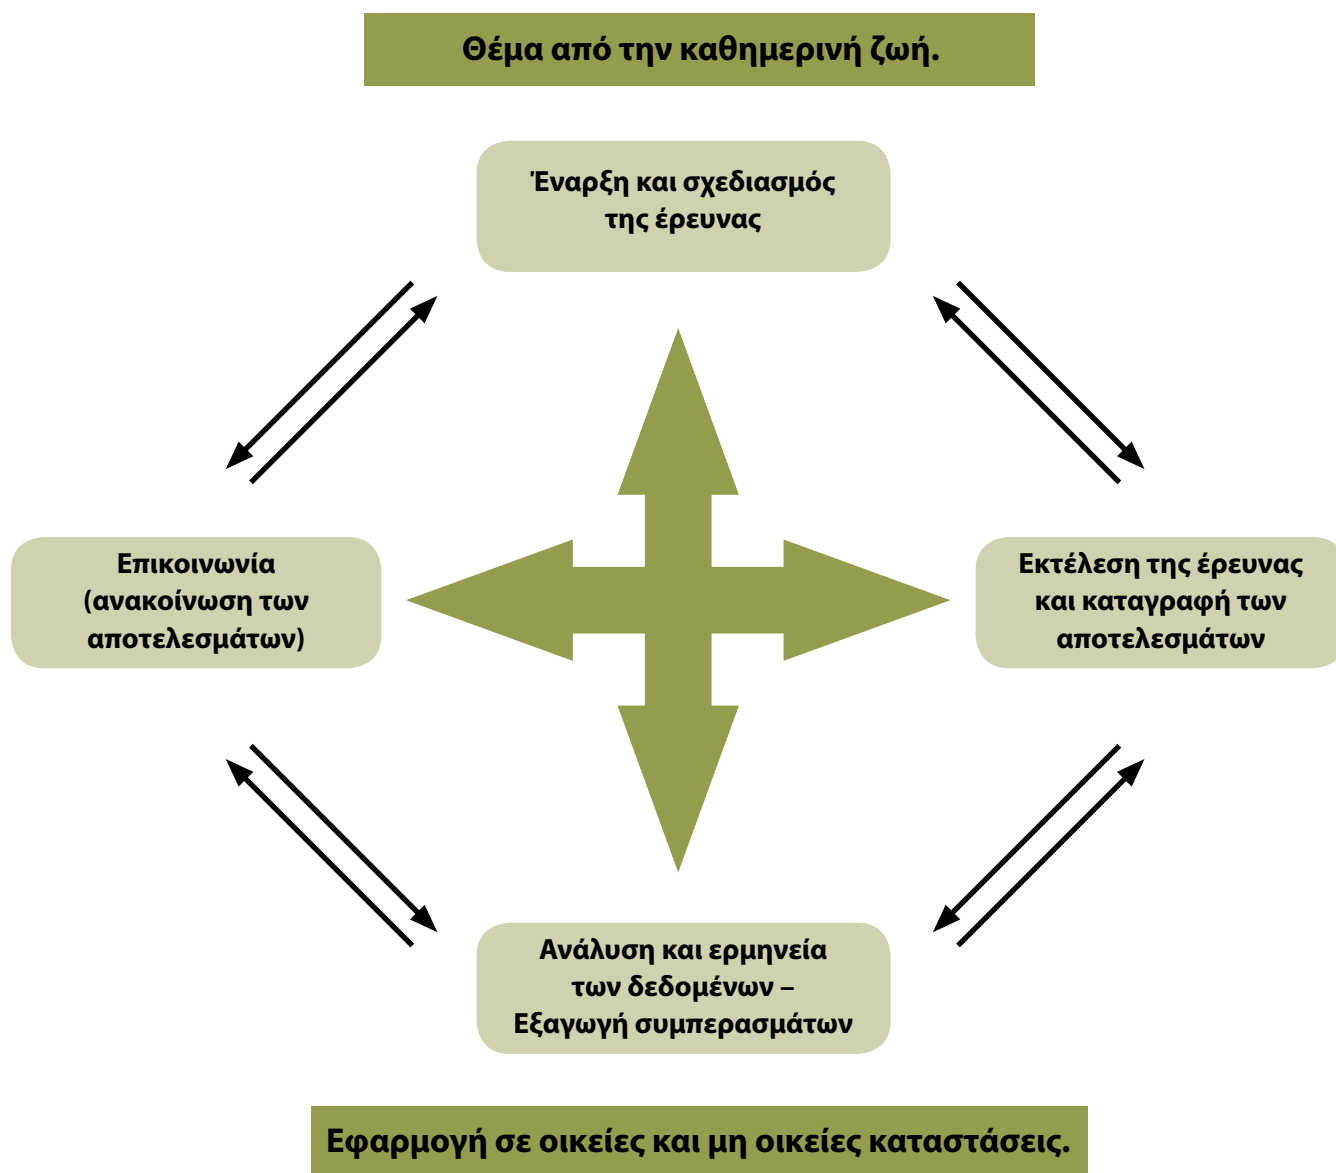 Θέμα από την καθημερινή ζωή.
Έναρξη και σχεδιασμός
της έρευνας
Επικοινωνία
(ανακοίνωση των
αποτελεσμάτων)
Εκτέλεση της έρευνας
και καταγραφή των
αποτελεσμάτων
Ανάλυση και ερμηνεία
των δεδομένων –
Εξαγωγή συμπερασμάτων
Εφαρμογή σε οικείες και μη οικείες καταστάσεις.